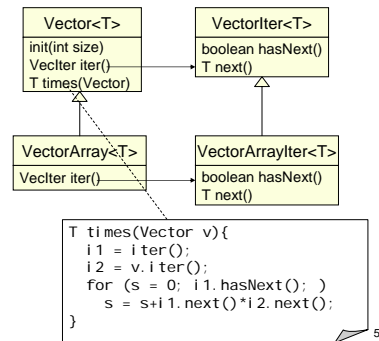 Vector<T>
init(int size)
VecIter iter()
T times(Vector)
VectorIter<T>
boolean hasNext()
T next()
VectorArray<T>
VecIter iter()
VectorArrayIter<T>
boolean hasNext()
T next()
T times(Vector v){
i1 = iter();
i2 = v.iter();
for (s = 0; i1.hasNext(); )
s = s+i1.next()*i2.next();
}
5